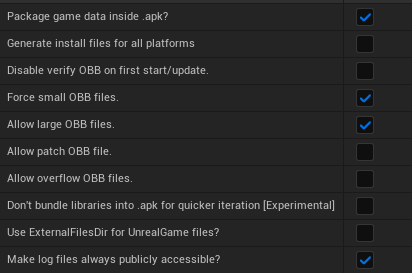 Package game data inside .apk?
Generate install files for all platforms
Disable verify OBB on first start/update.
Force small OBB files.
Allow large OBB files.
Allow patch OBB file.
Allow overflow OBB files.
Don't bundle libraries into .apk for quicker iteration [Experimental]
Use ExternalFilesDir for UnrealGame files?
Make log files always publicly accessible?